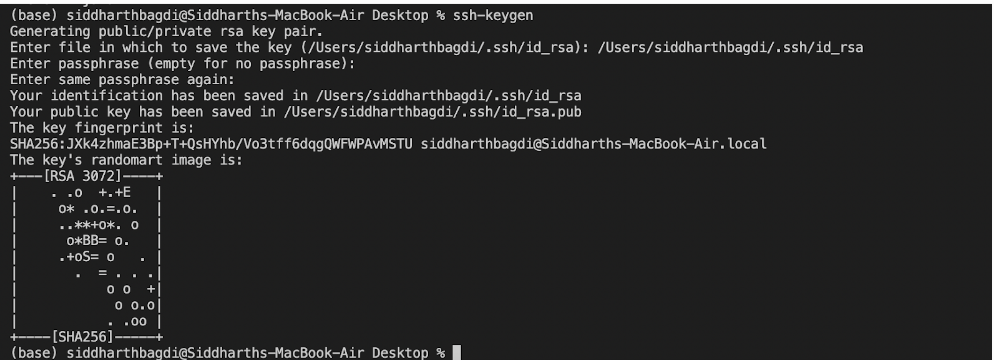 (base) siddharthbagdi@Siddharths-MacBook-Air Desktop % ssh-keygen
Generating public/private rsa key pair.
Enter file in which to save the key (/Users/siddharthbagdi/.ssh/id_rsa): /Users/siddharthbagdi/.ssh/id_rsa
Enter passphrase (empty for no passphrase):
Enter same passphrase again:
Your identification has been saved in /Users/siddharthbagdi/.ssh/id_rsa
Your public key has been saved in /Users/siddharthbagdi/.ssh/id_rsa.pub
The key fingerprint is:
SHA256:JXk4zhmaE3Bp+T+QsHYhb/Vo3tff6dqgQWFWPAvMSTU siddharthbagdi@Siddharths-MacBook-Air.local
The key's randomart image is:
+---[RSA 3072]----+
|    . .o  +.+E   |
|     o* .o.=.o.  |
|     ..**+o*. o  |
|      o*BB= o.   |
|     .+oS= o   . |
|       .  = . . .|
|           o o  +|
|            o o.o|
|           . .oo |
+----[SHA256]-----+
(base) siddharthbagdi@Siddharths-MacBook-Air Desktop %